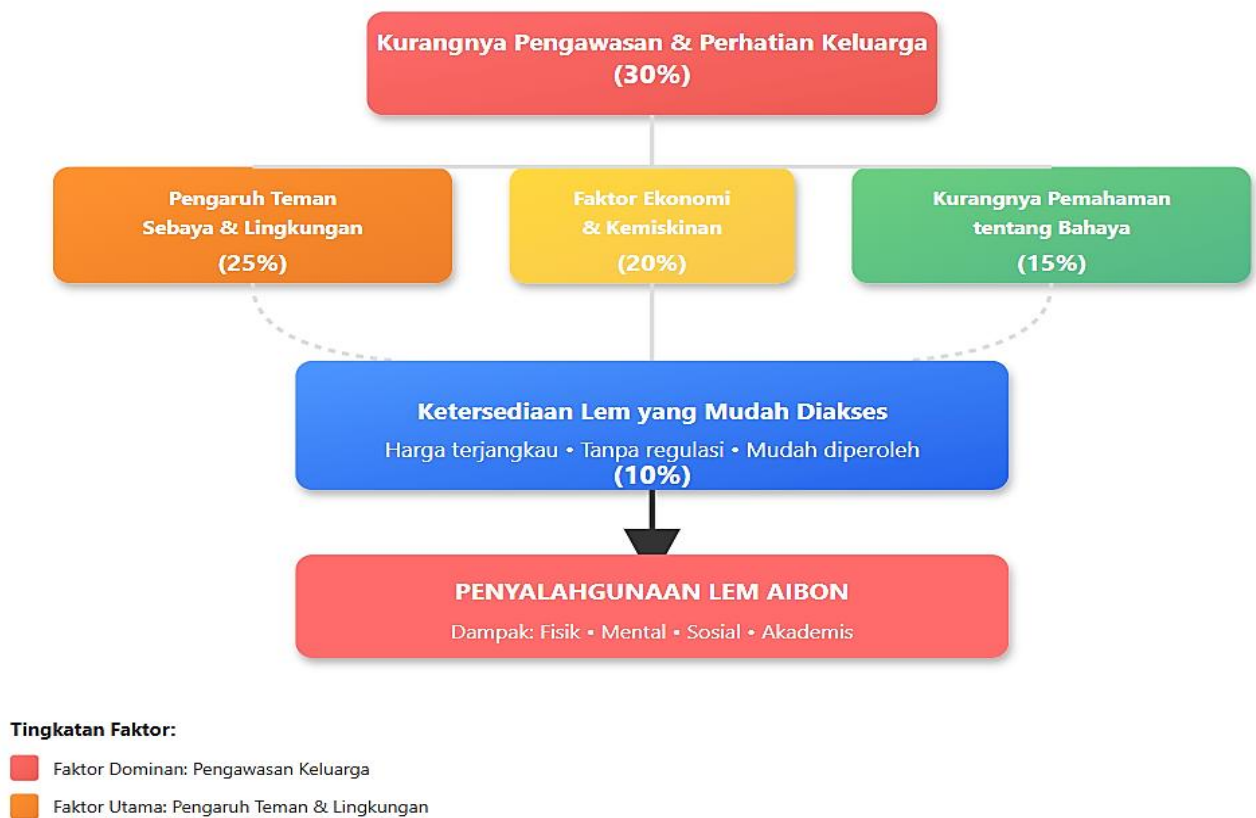 Kurangnya Pengawasan & Perhatian Keluarga
(30%)
Pengaruh Teman
Sebaya & Lingkungan
(25%)
Faktor Ekonomi
& Kemiskinan
(20%)
Kurangnya Pemahaman
tentang Bahaya
(15%)
Ketersediaan Lem yang Mudah Diakses
Harga terjangkau • Tanpa regulasi • Mudah diperoleh
(10%)
PENYALAHGUNAAN LEM AIBON
Dampak: Fisik • Mental • Sosial • Akademis
Tingkatan Faktor:
Faktor Dominan: Pengawasan Keluarga
Faktor Utama: Pengaruh Teman & Lingkungan